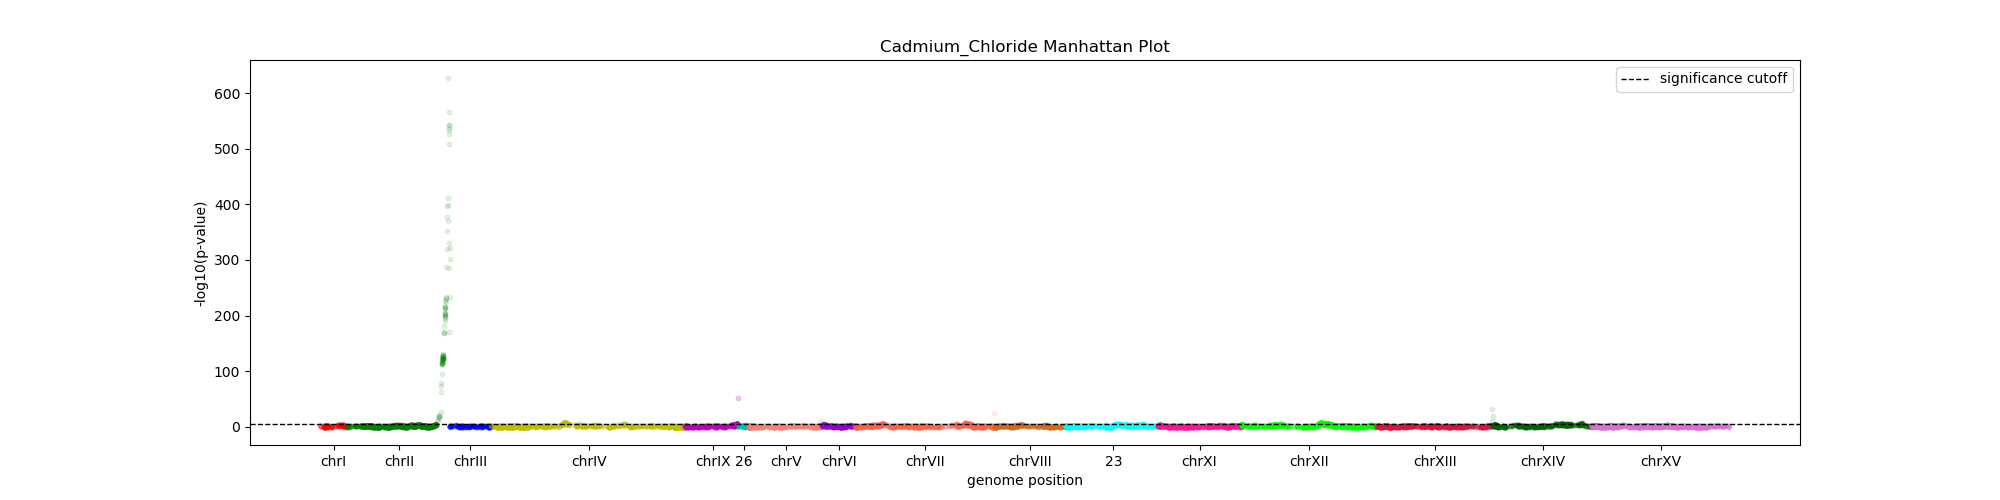 Cadmium_Chloride Manhattan Plot
significance cutoff
-log10(p-value)
600
500
400
300
200
100
0
chrI chrII chrIII chrIV chrIX 26 chrV chrVI chrVII chrVIII 23 chrXI chrXII chrXIII chrXIV chrXV
genome position